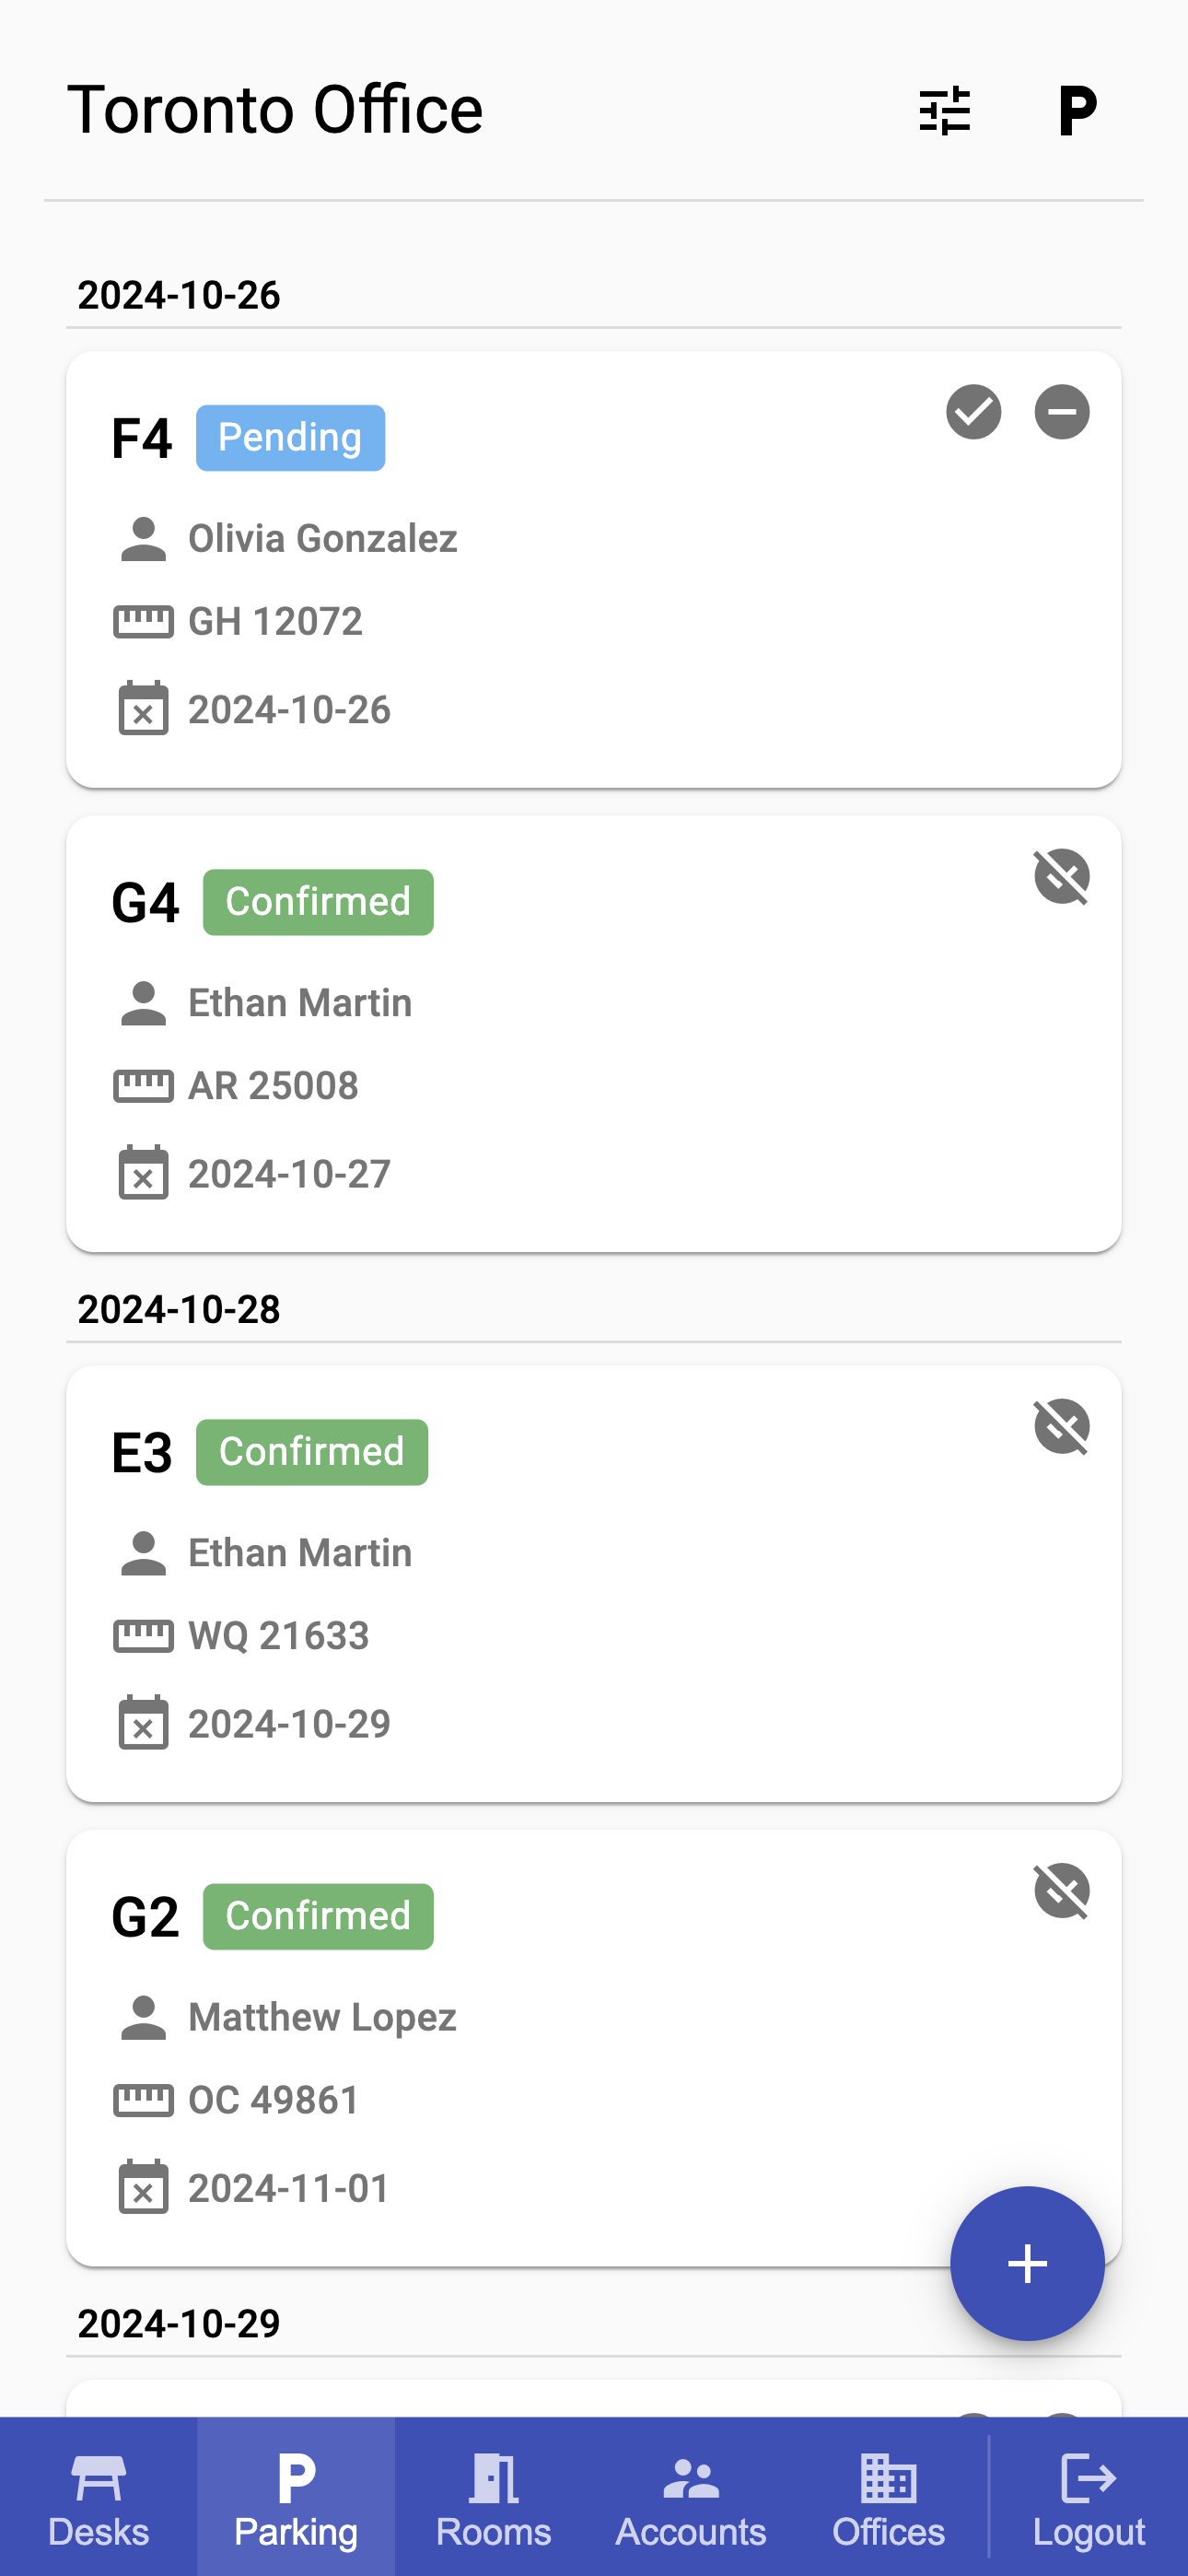 Toronto Office
2024-10-26
F4 Pending
Olivia Gonzalez
GH 12072
2024-10-26
G4 Confirmed
Ethan Martin
AR 25008
2024-10-27
2024-10-28
E3 Confirmed
Ethan Martin
WQ 21633
2024-10-29
G2 Confirmed
Matthew Lopez
OC 49861
2024-11-01
2024-10-29
Desks Parking Rooms Accounts Offices Logout